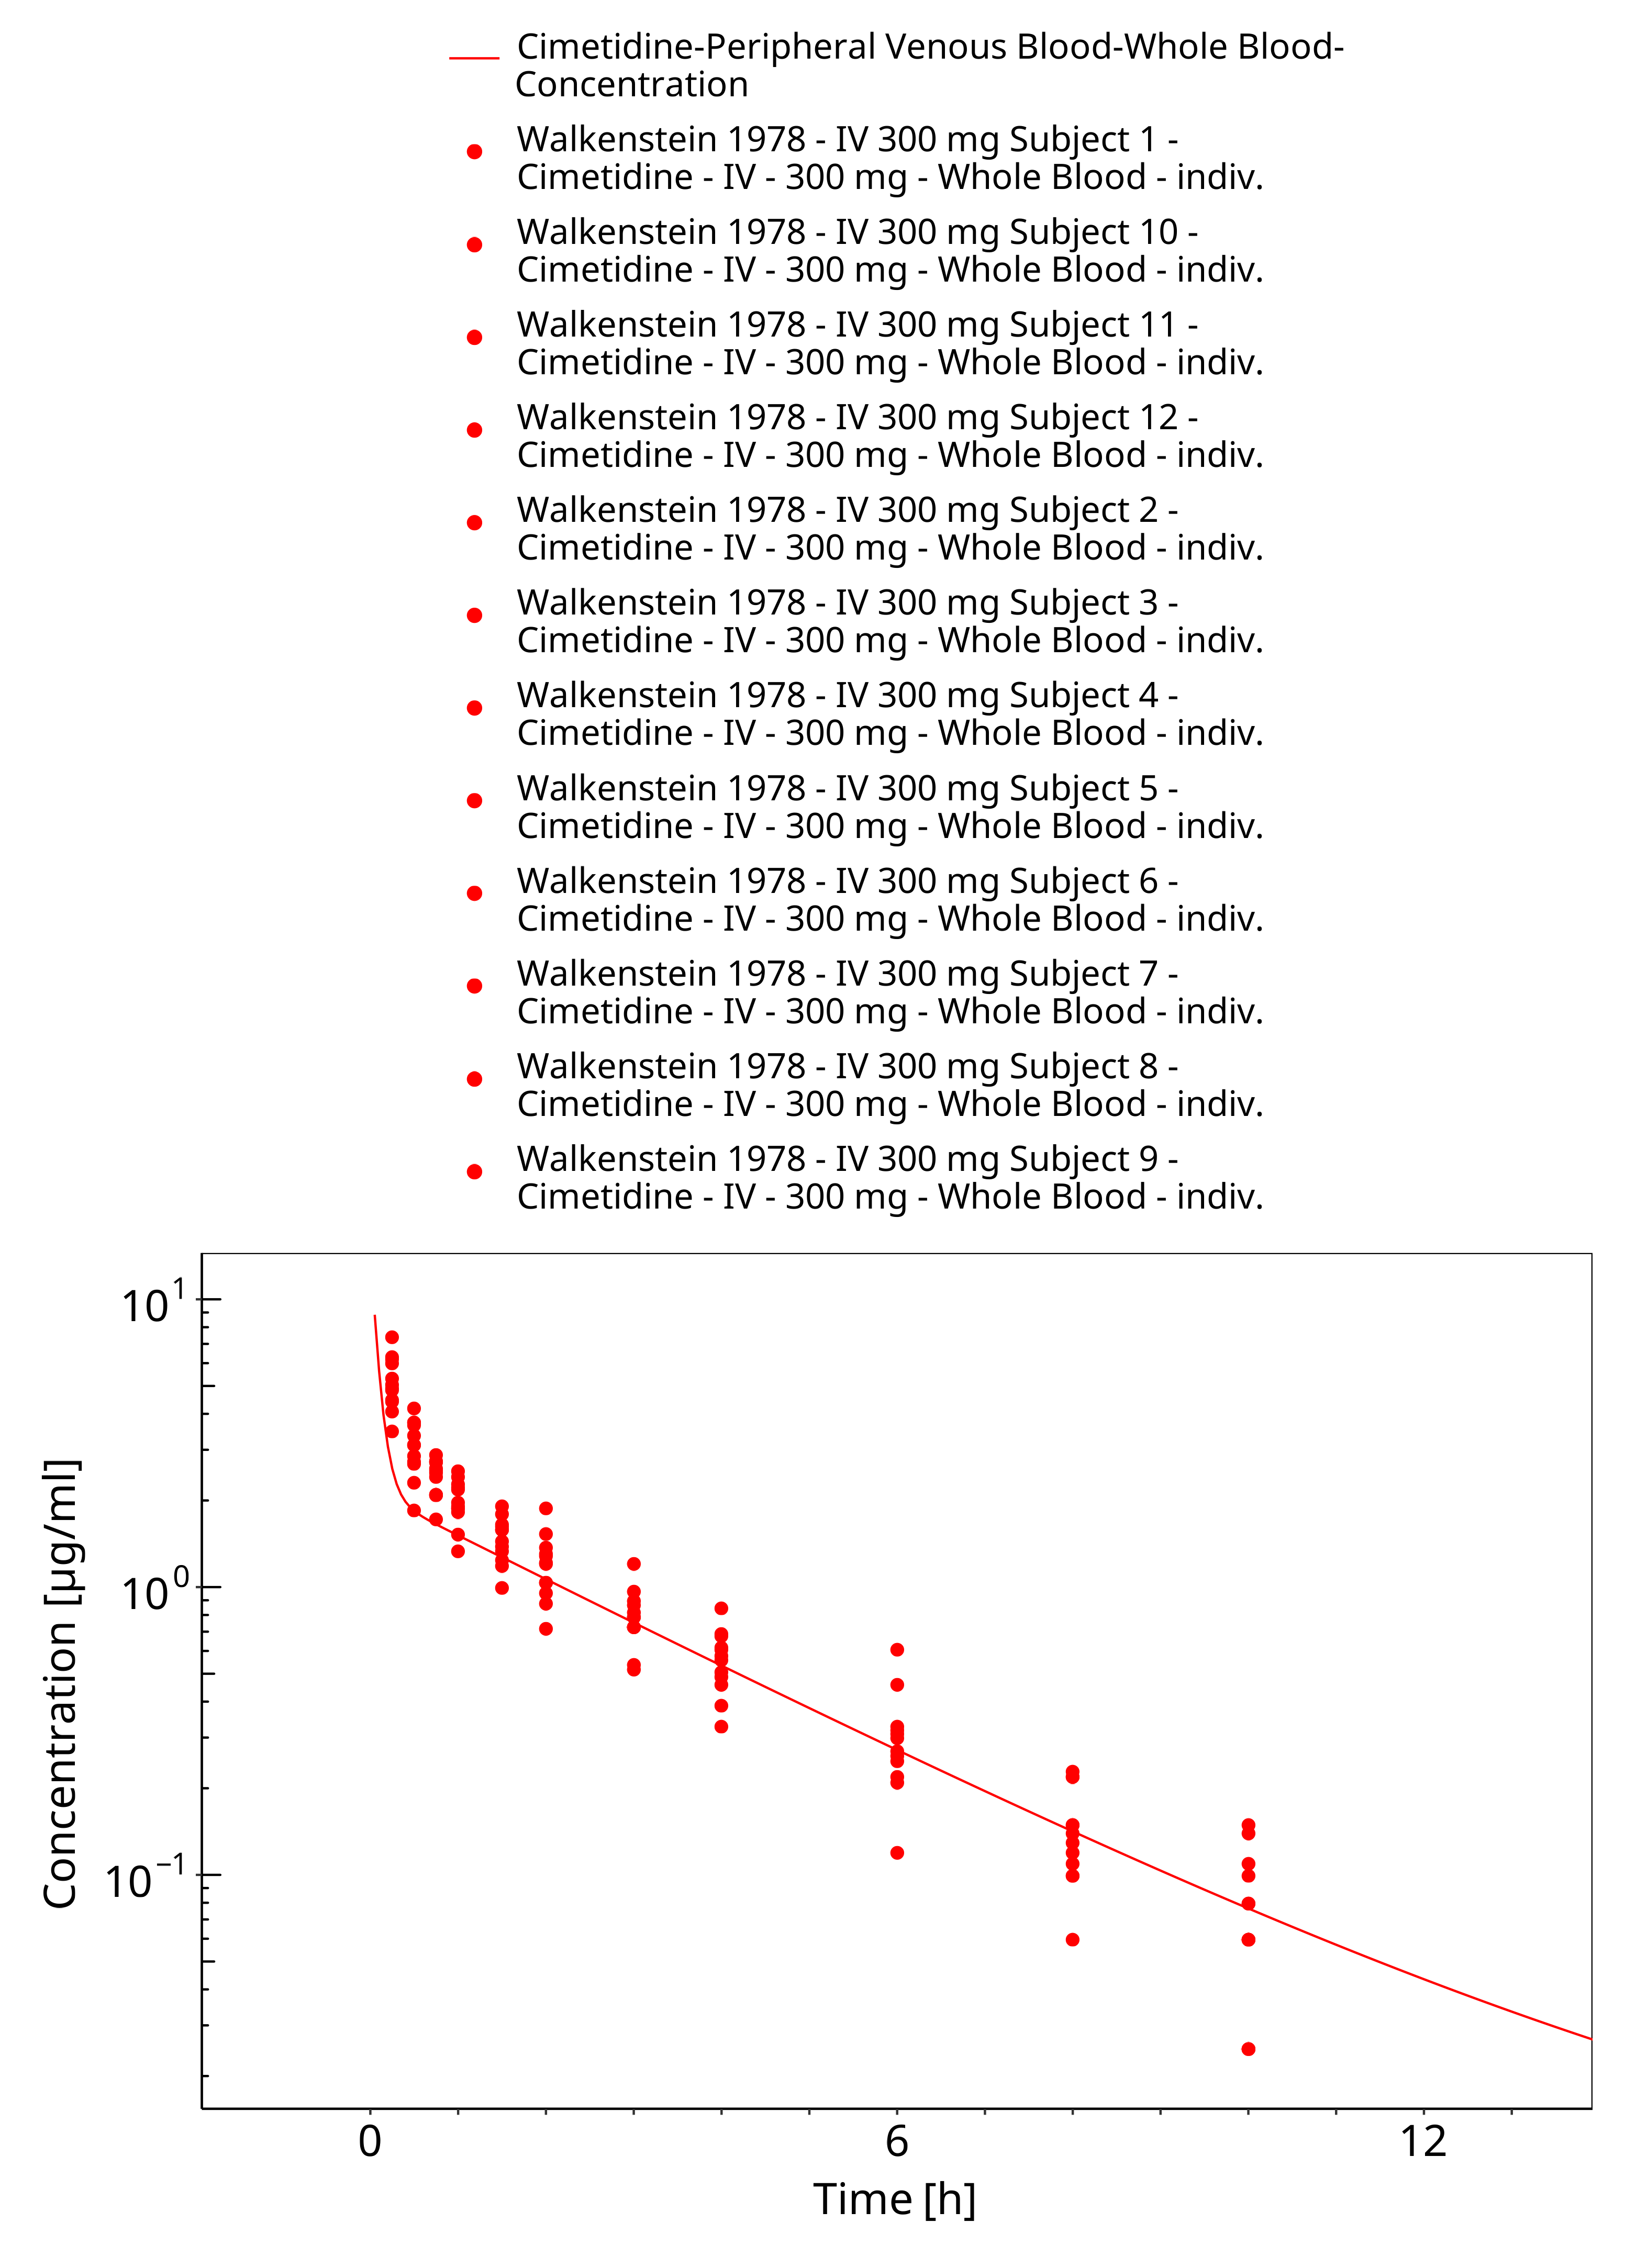 Cimetidine-Peripheral Venous Blood-Whole Blood-
Concentration
Walkenstein 1978 - IV 300 mg Subject 1 -
Cimetidine - IV - 300 mg - Whole Blood - indiv.
Walkenstein 1978 - IV 300 mg Subject 10 -
Cimetidine - IV - 300 mg - Whole Blood - indiv.
Walkenstein 1978 - IV 300 mg Subject 11 -
Cimetidine - IV - 300 mg - Whole Blood - indiv.
Walkenstein 1978 - IV 300 mg Subject 12 -
Cimetidine - IV - 300 mg - Whole Blood - indiv.
Walkenstein 1978 - IV 300 mg Subject 2 -
Cimetidine - IV - 300 mg - Whole Blood - indiv.
Walkenstein 1978 - IV 300 mg Subject 3 -
Cimetidine - IV - 300 mg - Whole Blood - indiv.
Walkenstein 1978 - IV 300 mg Subject 4 -
Cimetidine - IV - 300 mg - Whole Blood - indiv.
Walkenstein 1978 - IV 300 mg Subject 5 -
Cimetidine - IV - 300 mg - Whole Blood - indiv.
Walkenstein 1978 - IV 300 mg Subject 6 -
Cimetidine - IV - 300 mg - Whole Blood - indiv.
Walkenstein 1978 - IV 300 mg Subject 7 -
Cimetidine - IV - 300 mg - Whole Blood - indiv.
Walkenstein 1978 - IV 300 mg Subject 8 -
Cimetidine - IV - 300 mg - Whole Blood - indiv.
Walkenstein 1978 - IV 300 mg Subject 9 -
Cimetidine - IV - 300 mg - Whole Blood - indiv.
Concentration [µg/ml]
10¹
10⁰
10⁻¹
0 6 12
Time [h]